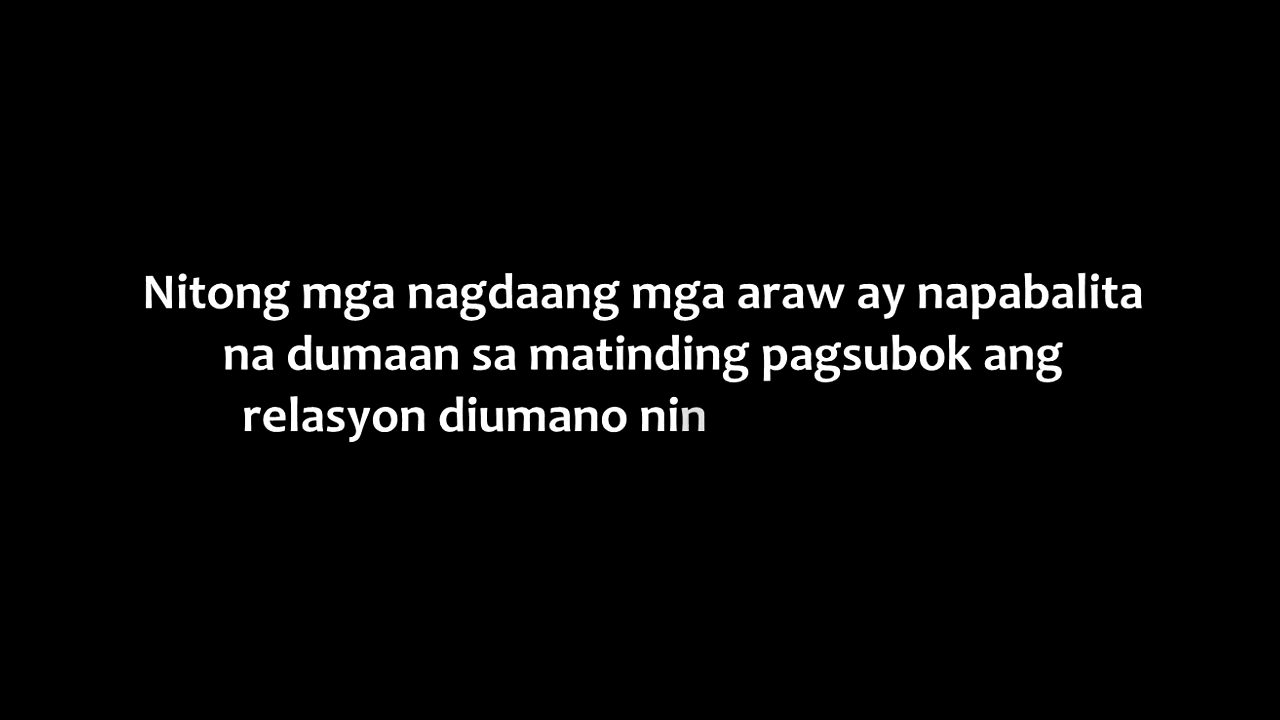 Nitong mga nagdaang mga araw ay napabalita
na dumaan sa matinding pagsubok ang
relasyon diumano nin